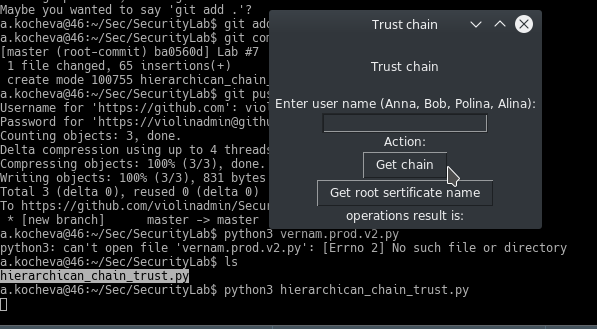 Maybe you wanted to say 'git add .'?
a.kocheva@46:~/Sec/SecurityLab$ git add
a.kocheva@46:~/Sec/SecurityLab$ git com
[master (root-commit) ba0560d] Lab #7
1 file changed, 65 insertions(+)
create mode 100755 hierarchican_chain_
a.kocheva@46:~/Sec/SecurityLab$ git pus
Username for 'https://github.com': viol
Password for 'https://violinadmin@githu
Counting objects: 3, done.
Delta compression using up to 4 threads
Compressing objects: 100% (3/3), done.
Writing objects: 100% (3/3), 831 bytes
Total 3 (delta 0), reused 0 (delta 0)
To https://github.com/violinadmin/Secur
* [new branch]      master -> master
a.kocheva@46:~/Sec/SecurityLab$ python3 vernam.prod.v2.py
python3: can't open file 'vernam.prod.v2.py': [Errno 2] No such file or directory
a.kocheva@46:~/Sec/SecurityLab$ ls
hierarchican_chain_trust.py
a.kocheva@46:~/Sec/SecurityLab$ python3 hierarchican_chain_trust.py
Trust chain
Trust chain
Enter user name (Anna, Bob, Polina, Alina):
Action:
Get chain
Get root sertificate name
operations result is: